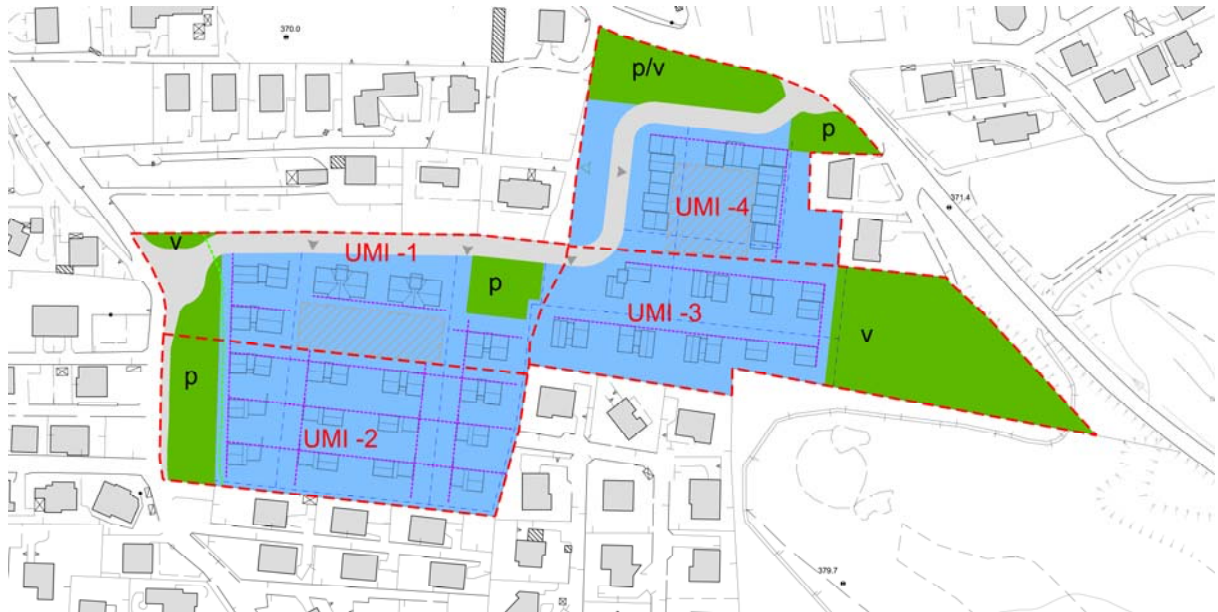 370.0
p/v
p
371.4
UMI -4
v
UMI -1
p
UMI -3
v
p
UMI -2
379.7